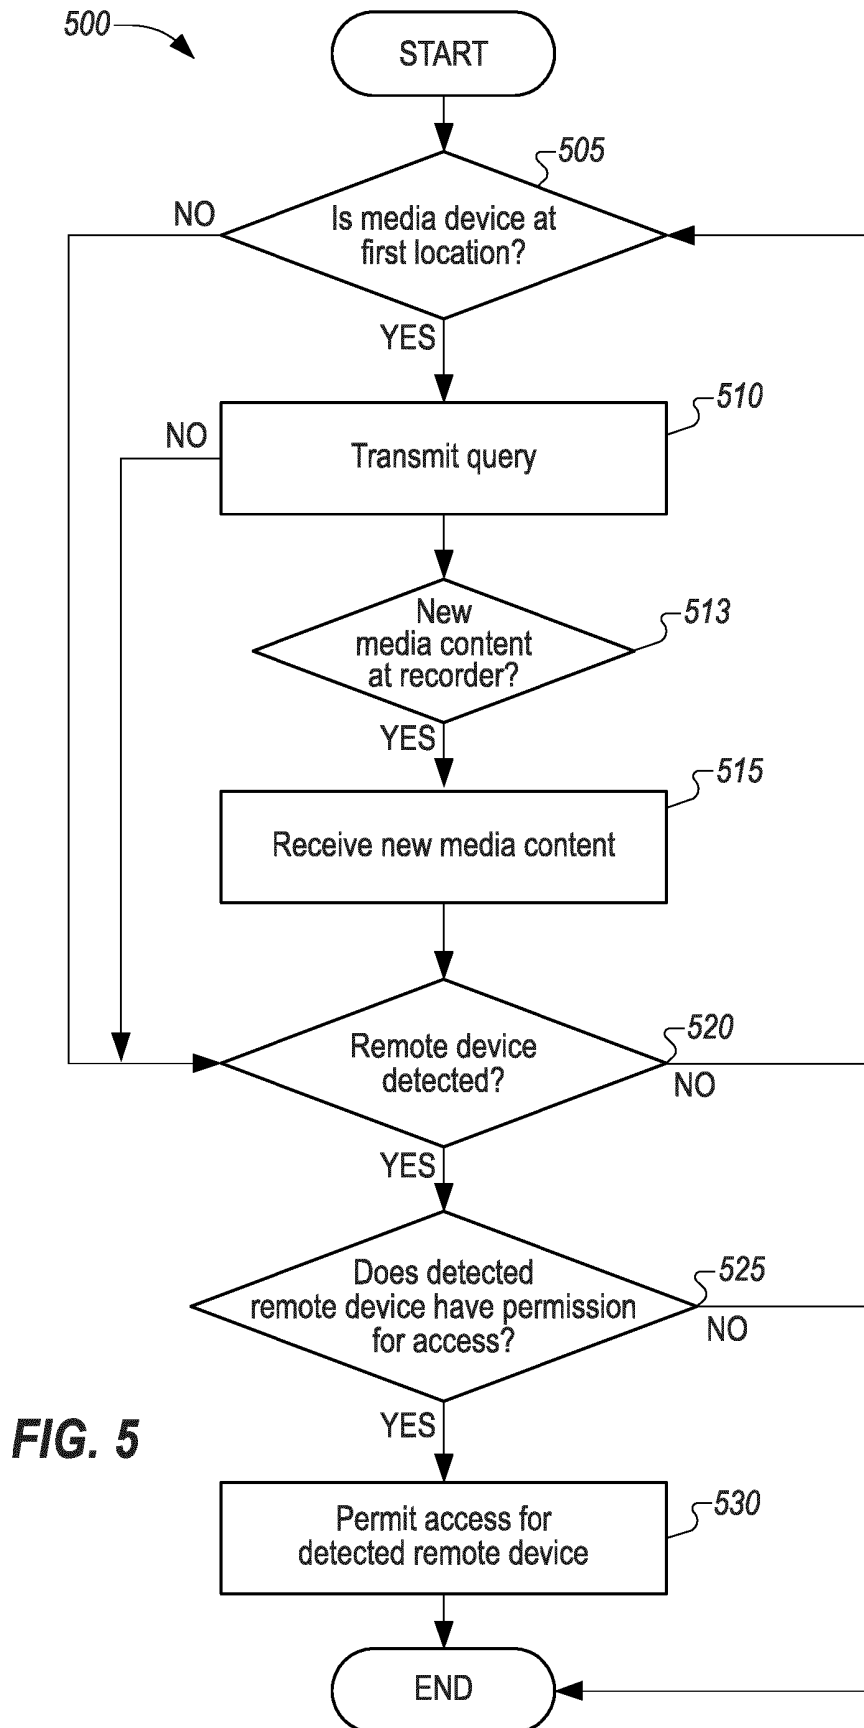 500
START
505
NO
Is media device at
first location?
YES
510
NO
Transmit query
513
New
media content
at recorder?
YES
515
Receive new media content
520
Remote device
detected?
NO
YES
525
Does detected
remote device have permission
for access?
NO
YES
FIG. 5
530
Permit access for
detected remote device
END